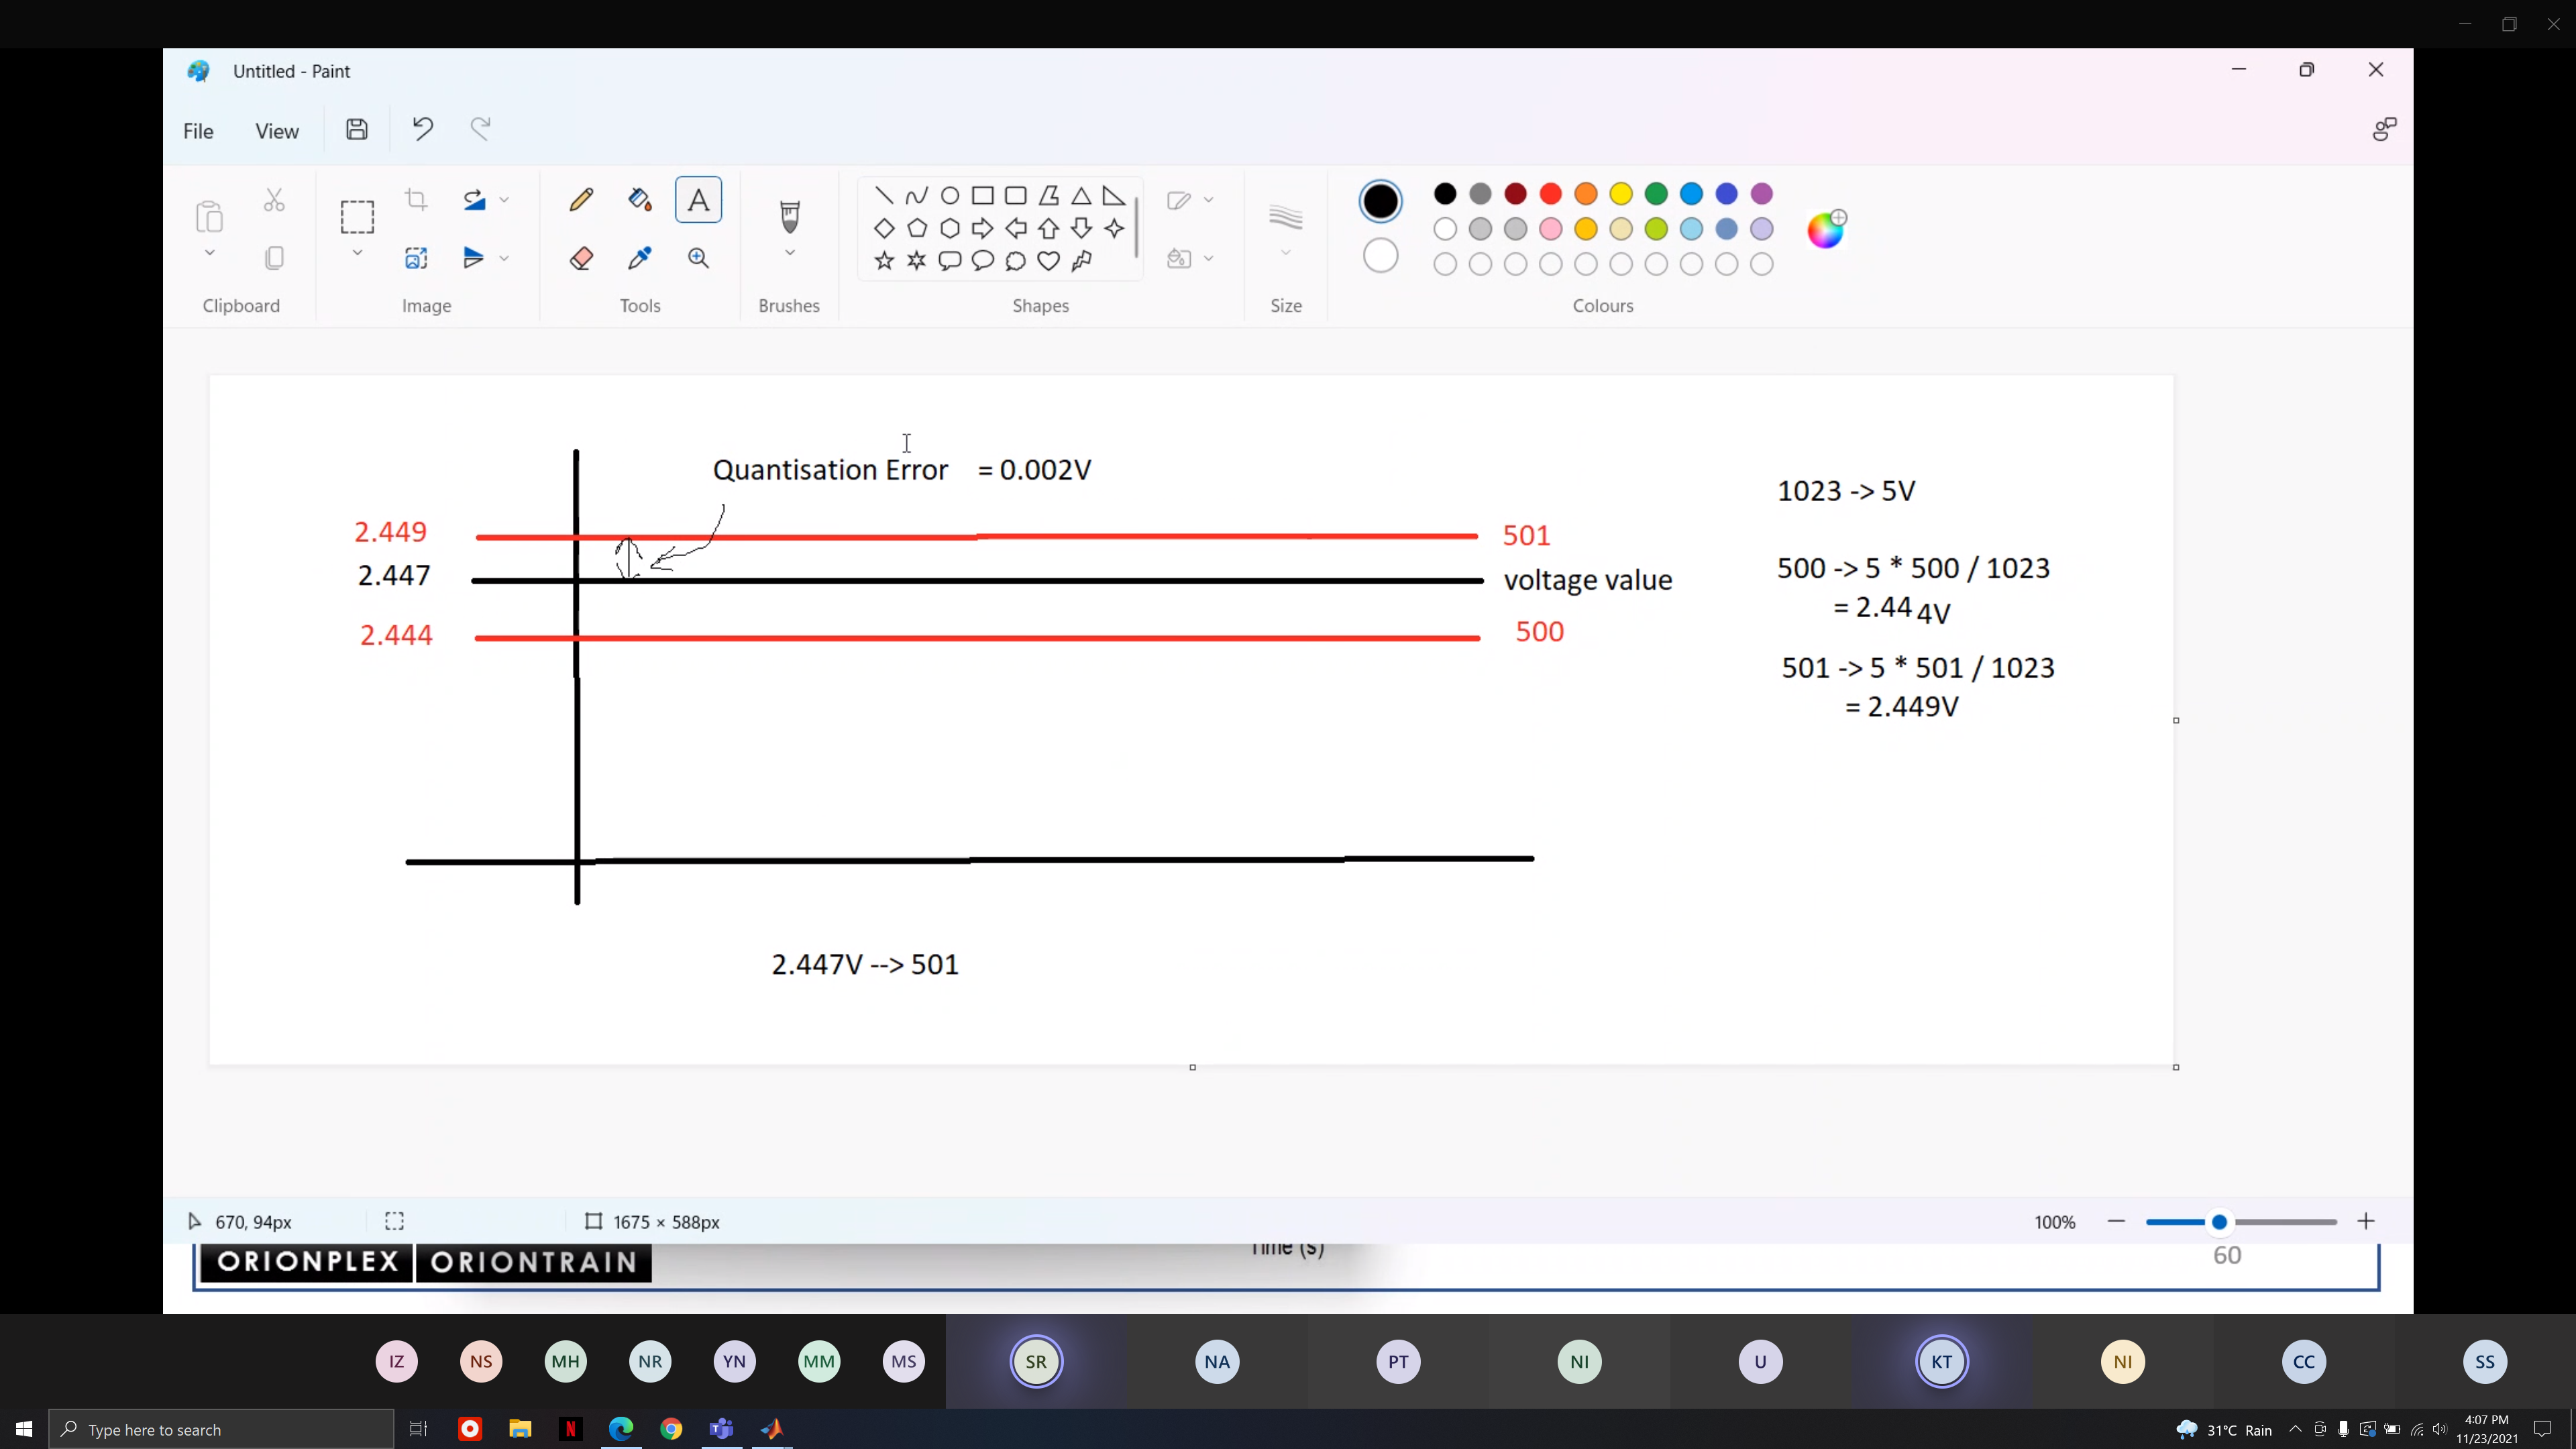 Untitled - Paint
File View
Clipboard Image Tools Brushes Shapes Size Colours
A
Quantisation Error = 0.002V
1023 -> 5V
2.449 501
500 -> 5 * 500 / 1023
2.447 voltage value
= 2.444V
2.444 500
501 -> 5 * 501 / 1023
= 2.449V
2.447V --> 501
670, 94px 1675 × 588px 100%
ORIONPLEX ORIONTRAIN Time (s) 60
IZ NS MH NR YN MM MS SR NA PT NI U KT NI CC SS
Type here to search N 31°C Rain 4:07 PM
11/23/2021